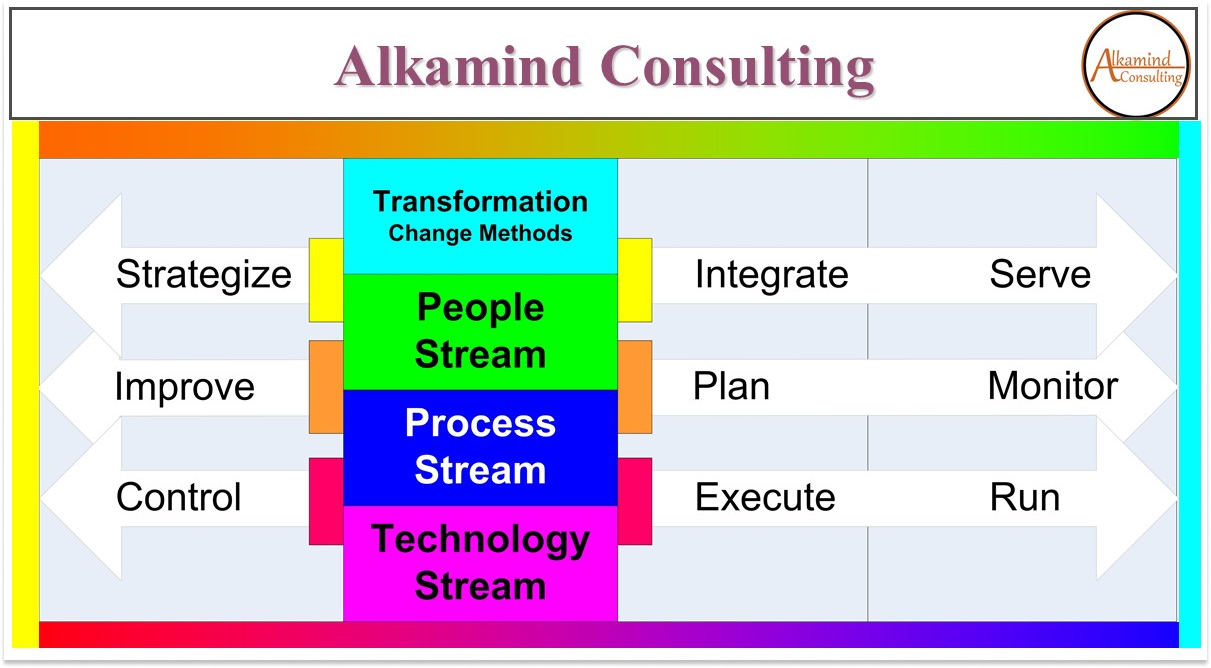 Alkamind Consulting
Alkamind
Consulting
Transformation
Change Methods
Strategize
Integrate
Serve
People
Stream
Improve
Plan
Monitor
Process
Stream
Control
Execute
Run
Technology
Stream